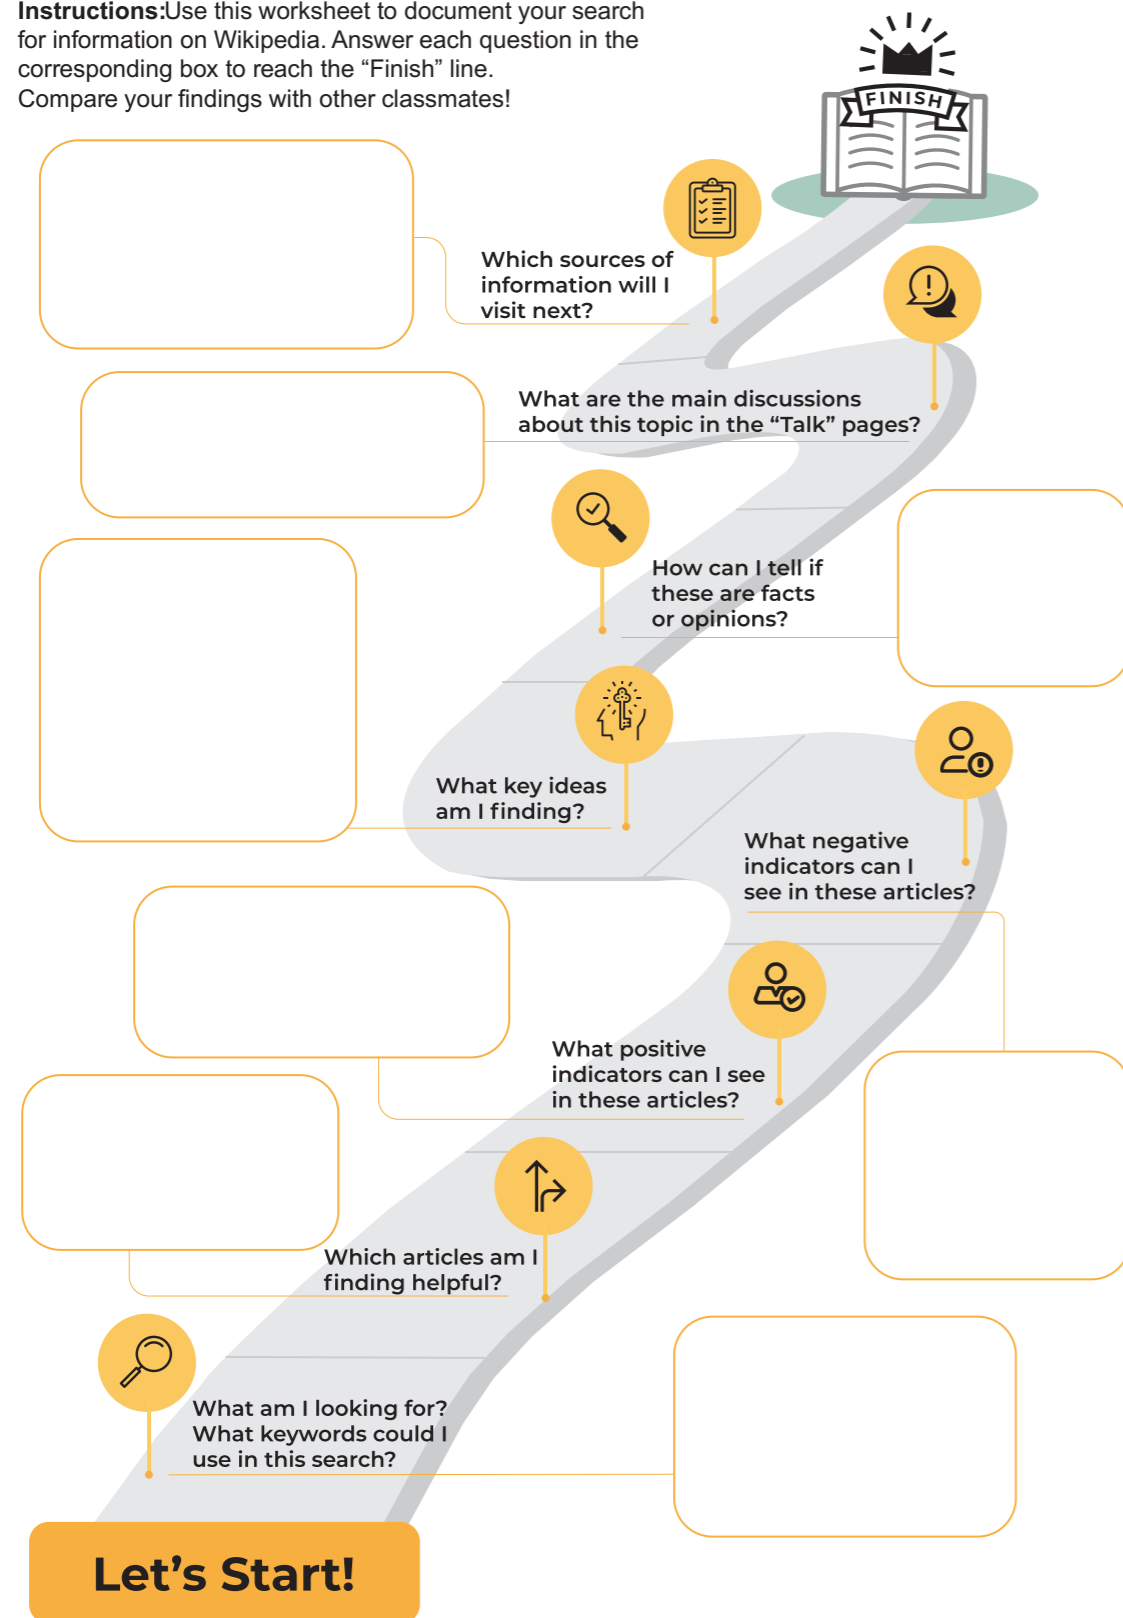 Instructions:Use this worksheet to document your search
for information on Wikipedia. Answer each question in the
corresponding box to reach the “Finish” line.
Compare your findings with other classmates!
FINISH
Which sources of
information will I
visit next?
What are the main discussions
about this topic in the “Talk” pages?
How can I tell if
these are facts
or opinions?
What key ideas
am I finding?
What negative
indicators can I
see in these articles?
What positive
indicators can I see
in these articles?
Which articles am I
finding helpful?
What am I looking for?
What keywords could I
use in this search?
Let’s Start!